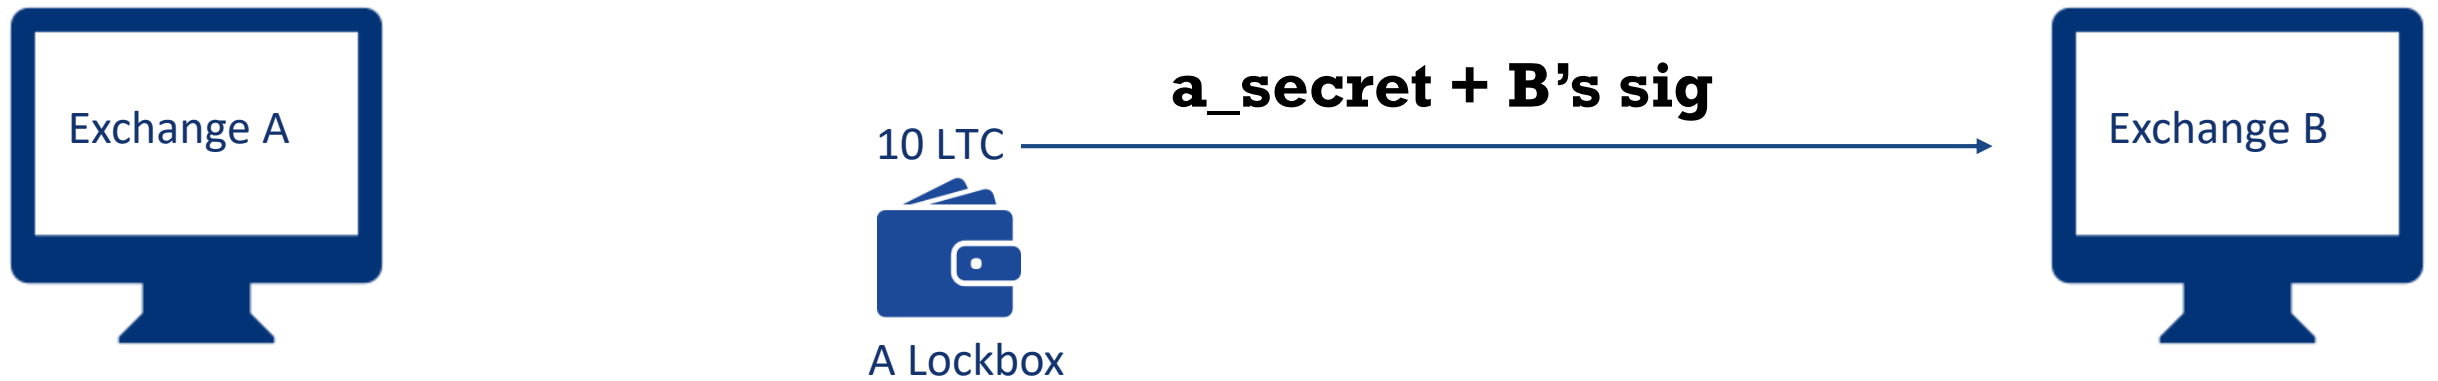 Exchange A
a_secret + B’s sig
10 LTC
Exchange B
A Lockbox